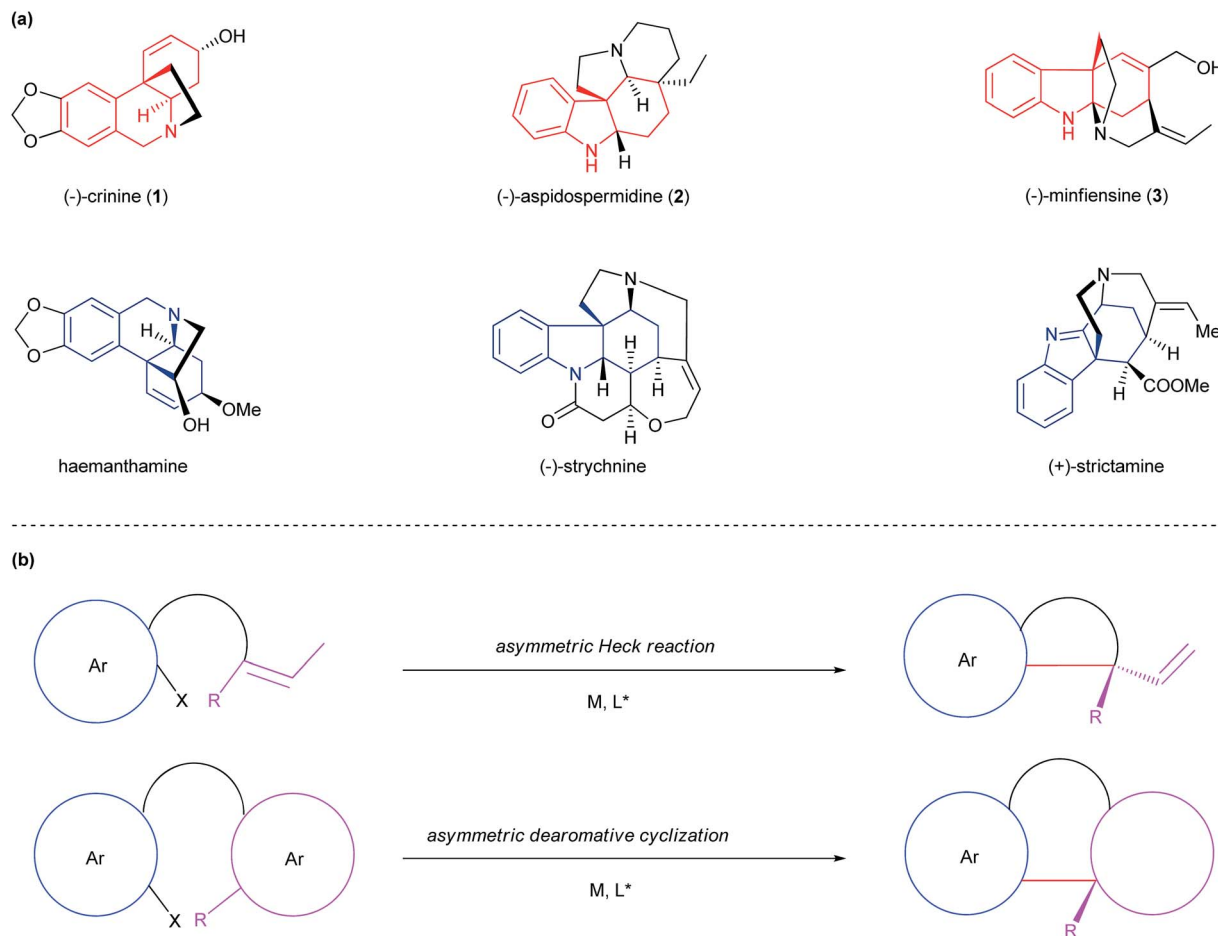 (a)
OH
O
O
H
N
(-)-crinine (1)
N
H
N
H
H
(-)-aspidospermidine (2)
OH
N
H
N
(-)-minfiensine (3)
O
O
N
H
OMe
OH
haemanthamine
N
H
N
H
H
O
O
H
(-)-strychnine
N
N
Me
H
H
COOMe
(+)-strictamine
(b)
Ar
X
R
asymmetric Heck reaction
M, L*
Ar
R
Ar
Ar
X
R
asymmetric dearomative cyclization
M, L*
Ar
R